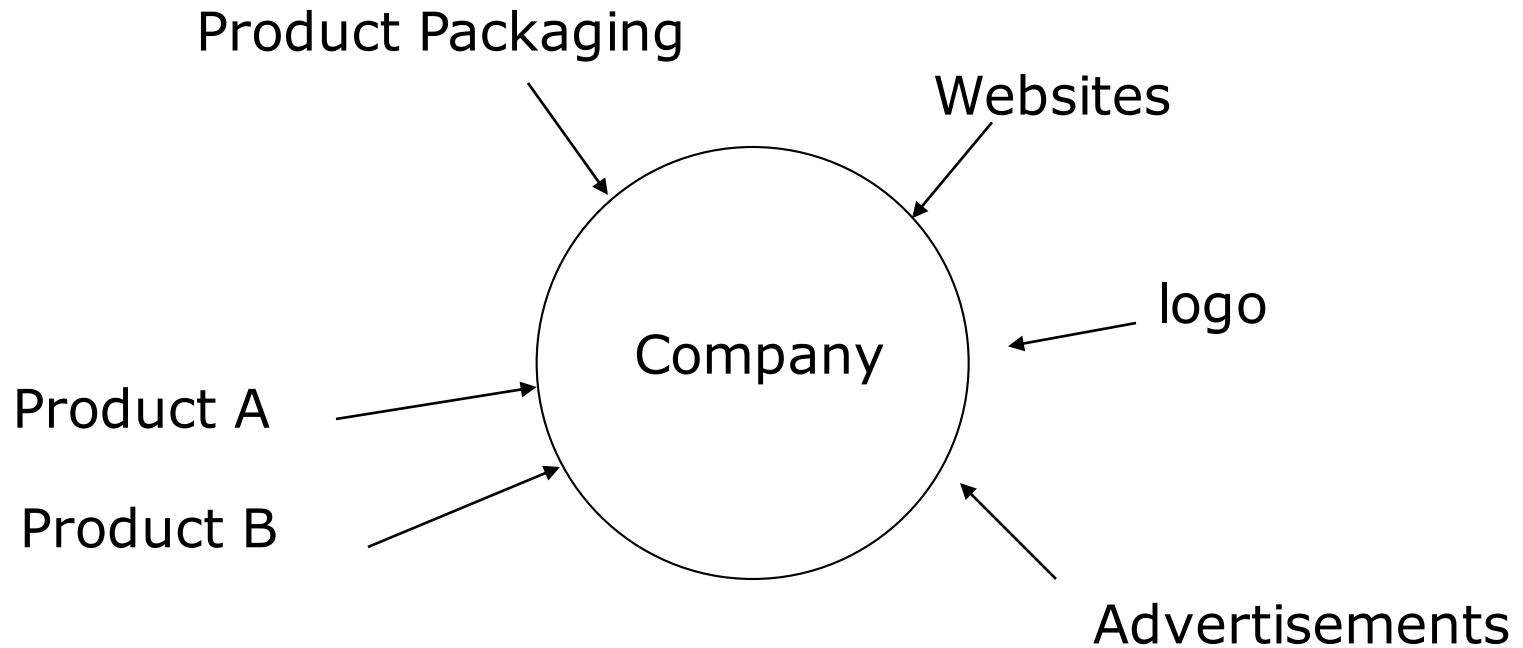 Product Packaging
Websites
logo
Company
Product A
Product B
Advertisements